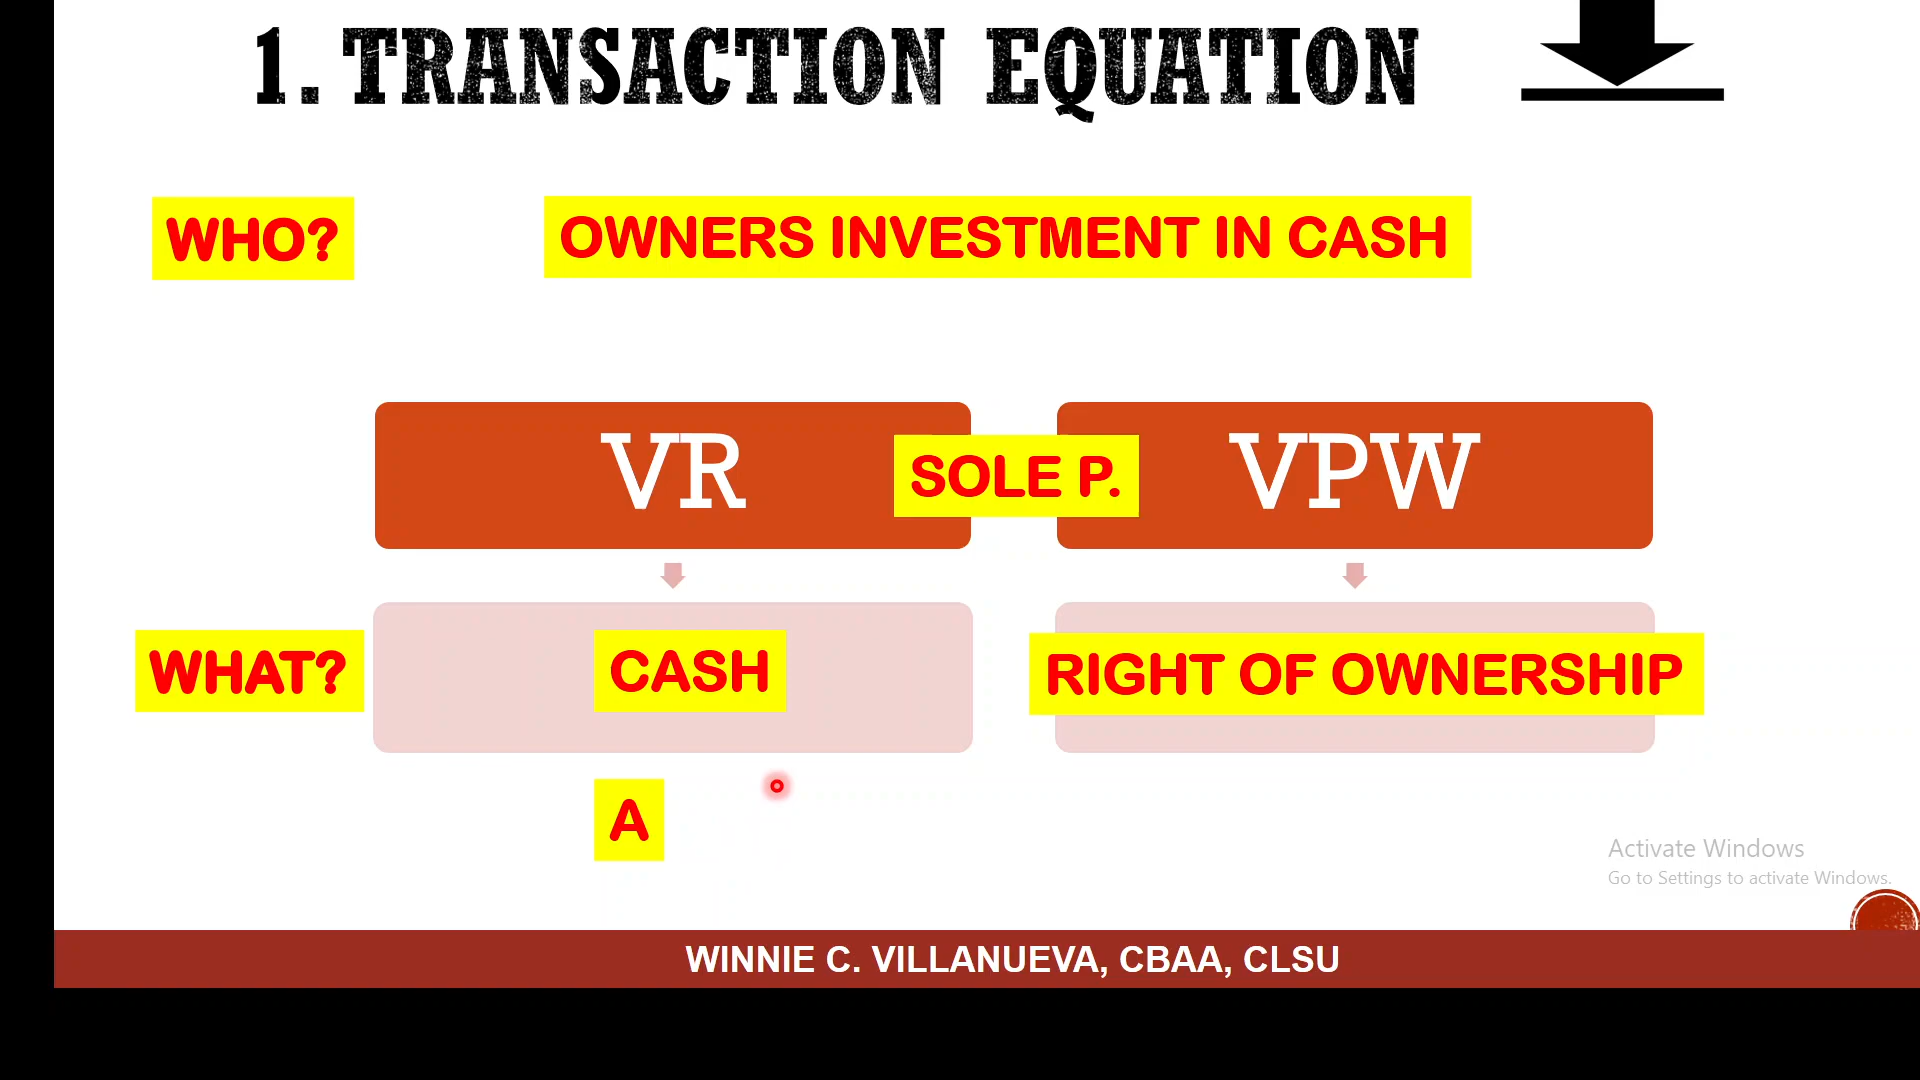 1. TRANSACTION EQUATION
WHO?
OWNERS INVESTMENT IN CASH
VR
SOLE P.
VPW
WHAT?
CASH
RIGHT OF OWNERSHIP
A
Activate Windows
Go to Settings to activate Windows.
WINNIE C. VILLANUEVA, CBAA, CLSU